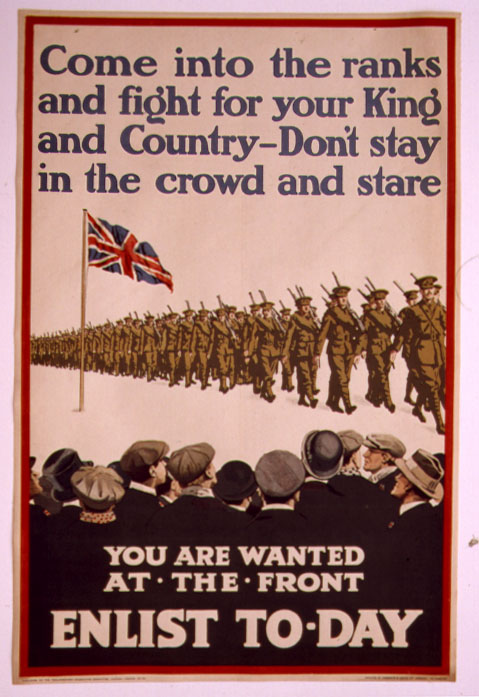 Come into the ranks
and fight for your King
and Country–Don't stay
in the crowd and stare
YOU ARE WANTED
AT·THE·FRONT
ENLIST TO-DAY